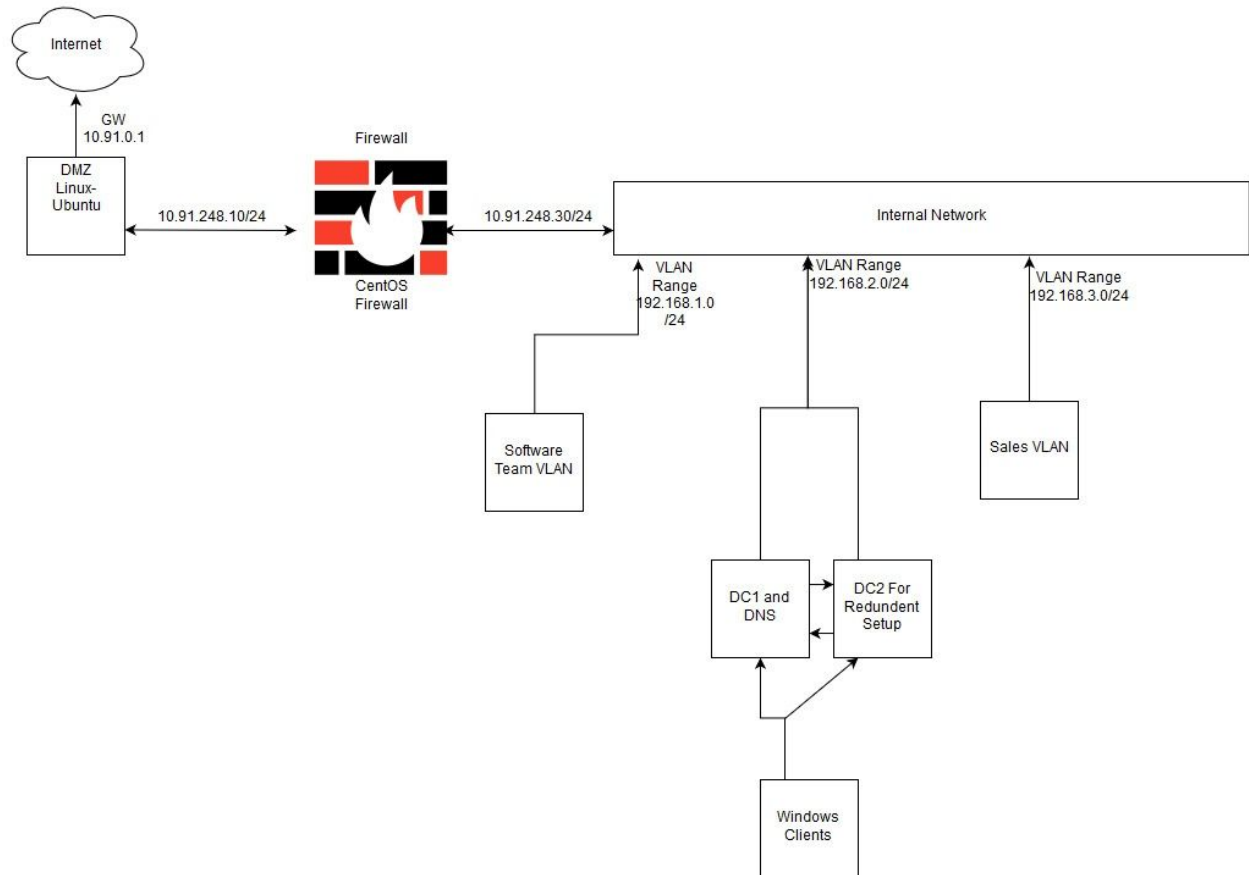 Internet
GW
10.91.0.1
DMZ
Linux-
Ubuntu
10.91.248.10/24
Firewall
CentOS
Firewall
10.91.248.30/24
Internal Network
VLAN
Range
192.168.1.0
/24
VLAN Range
192.168.2.0/24
VLAN Range
192.168.3.0/24
Software
Team VLAN
Sales VLAN
DC1 and
DNS
DC2 For
Redundent
Setup
Windows
Clients